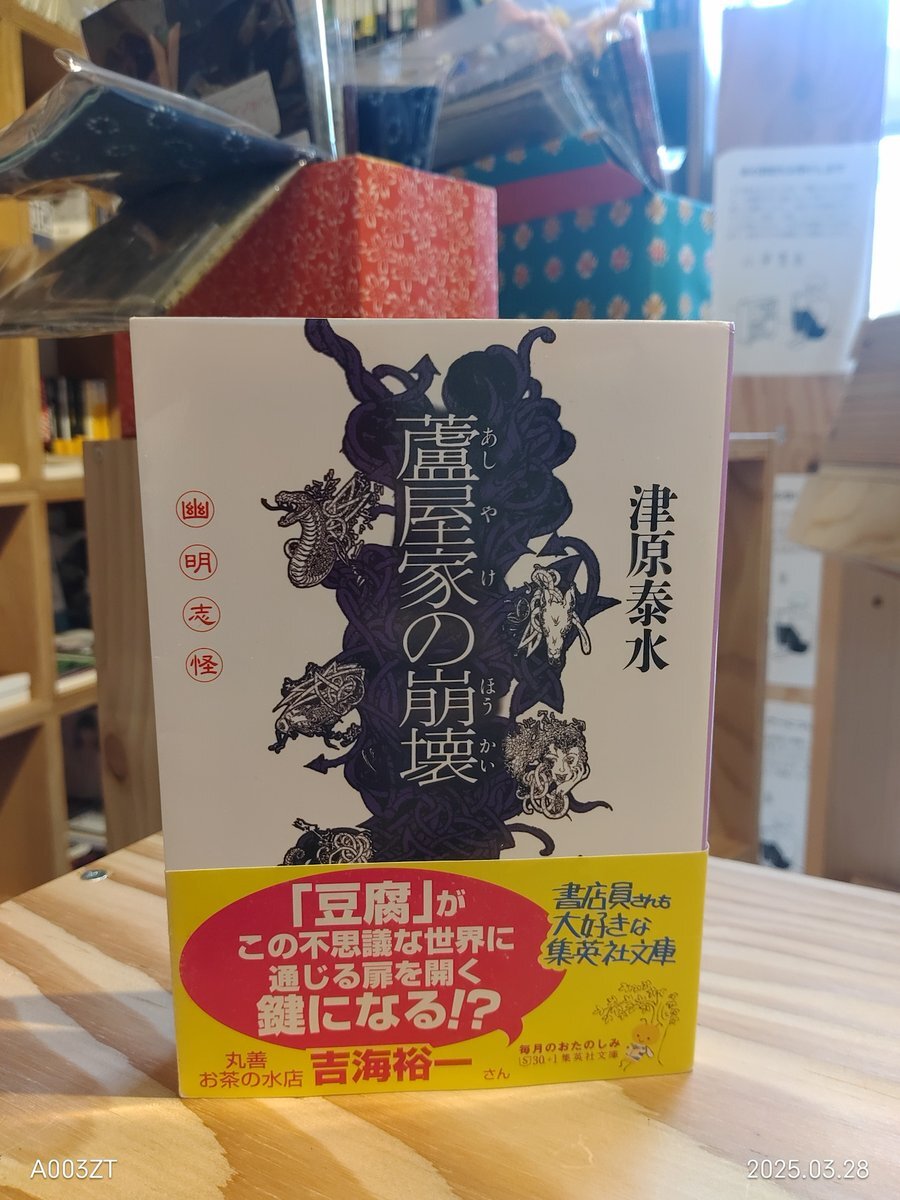 蘆屋家の崩壊
あしやけ
ほうかい
津原泰水
幽明志怪
「豆腐」が
この不思議な世界に
通じる扉を開く
鍵になる!?
丸善
お茶の水店
吉海裕一
さん
書店員さんも
大好きな
集英社文庫
毎月のおたのしみ
S30+1集英社文庫
A003ZT
2025.03.28